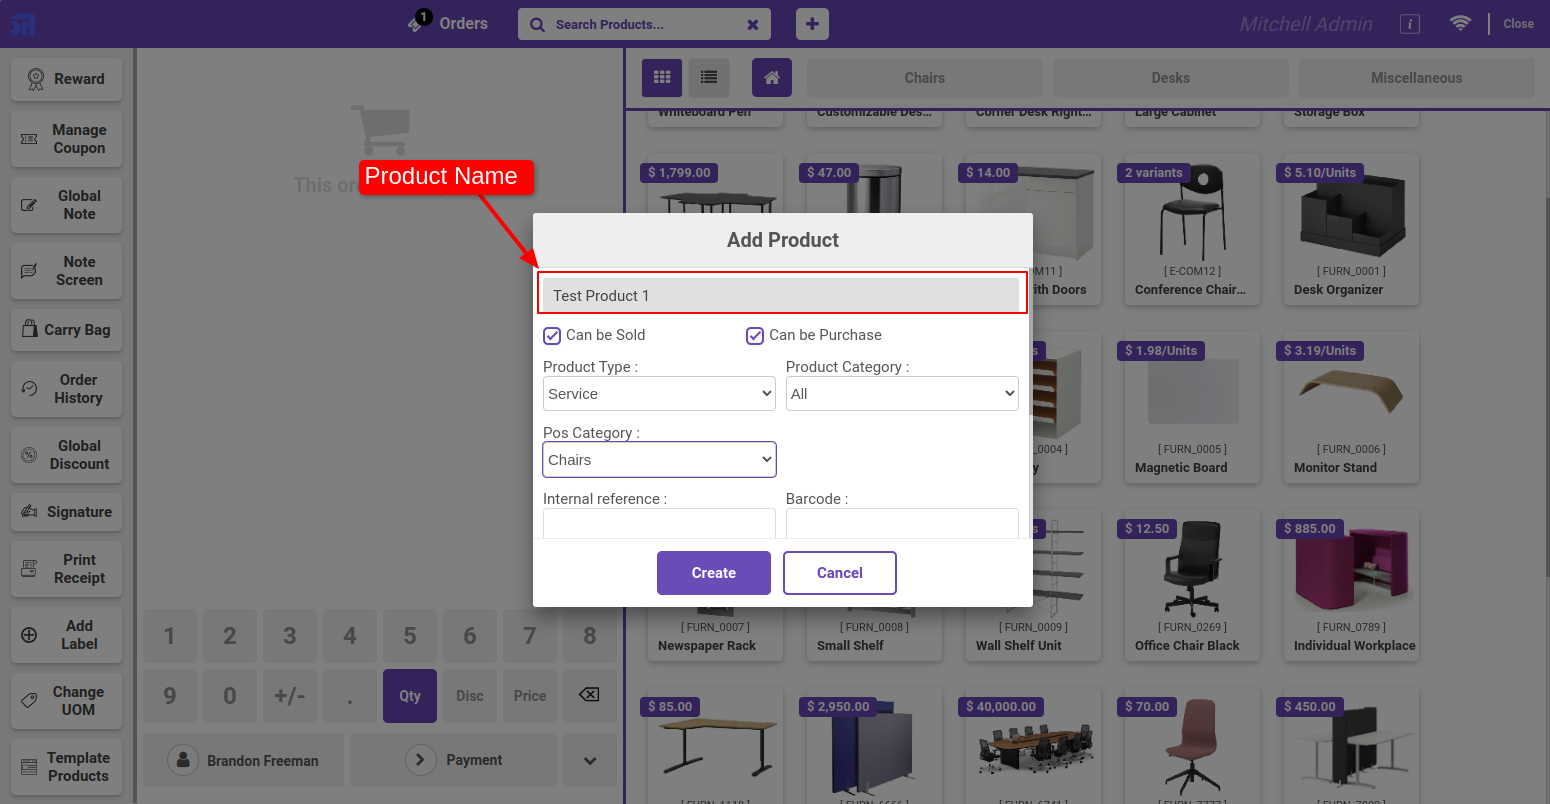 1
Orders
Search Products...
Mitchell Admin
Close
Reward
Manage
Coupon
Global
Note
Note
Screen
Carry Bag
Order
History
Global
Discount
Signature
Print
Receipt
Add
Label
Change
UOM
Template
Products
This or
Product Name
1 2 3 4 5 6 7 8
9 0 +/- . Qty Disc Price
Brandon Freeman
Payment
Chairs
Desks
Miscellaneous
Whiteboard Pen
Customizable Des...
Corner Desk Right...
Large Cabinet
Storage Box
$ 1,799.00
$ 47.00
$ 14.00
2 variants
$ 5.10/Units
OM11 ]
ith Doors
[ E-COM12 ]
Conference Chair...
[ FURN_0001 ]
Desk Organizer
Add Product
Test Product 1
Can be Sold
Can be Purchase
Product Type :
Product Category :
Service
All
Pos Category :
Chairs
Internal reference :
Barcode :
Create
Cancel
s
$ 1.98/Units
$ 3.19/Units
_0004 ]
y
[ FURN_0005 ]
Magnetic Board
[ FURN_0006 ]
Monitor Stand
s
$ 12.50
$ 885.00
[ FURN_0007 ]
Newspaper Rack
[ FURN_0008 ]
Small Shelf
[ FURN_0009 ]
Wall Shelf Unit
[ FURN_0269 ]
Office Chair Black
[ FURN_0789 ]
Individual Workplace
$ 85.00
$ 2,950.00
$ 40,000.00
$ 70.00
$ 450.00